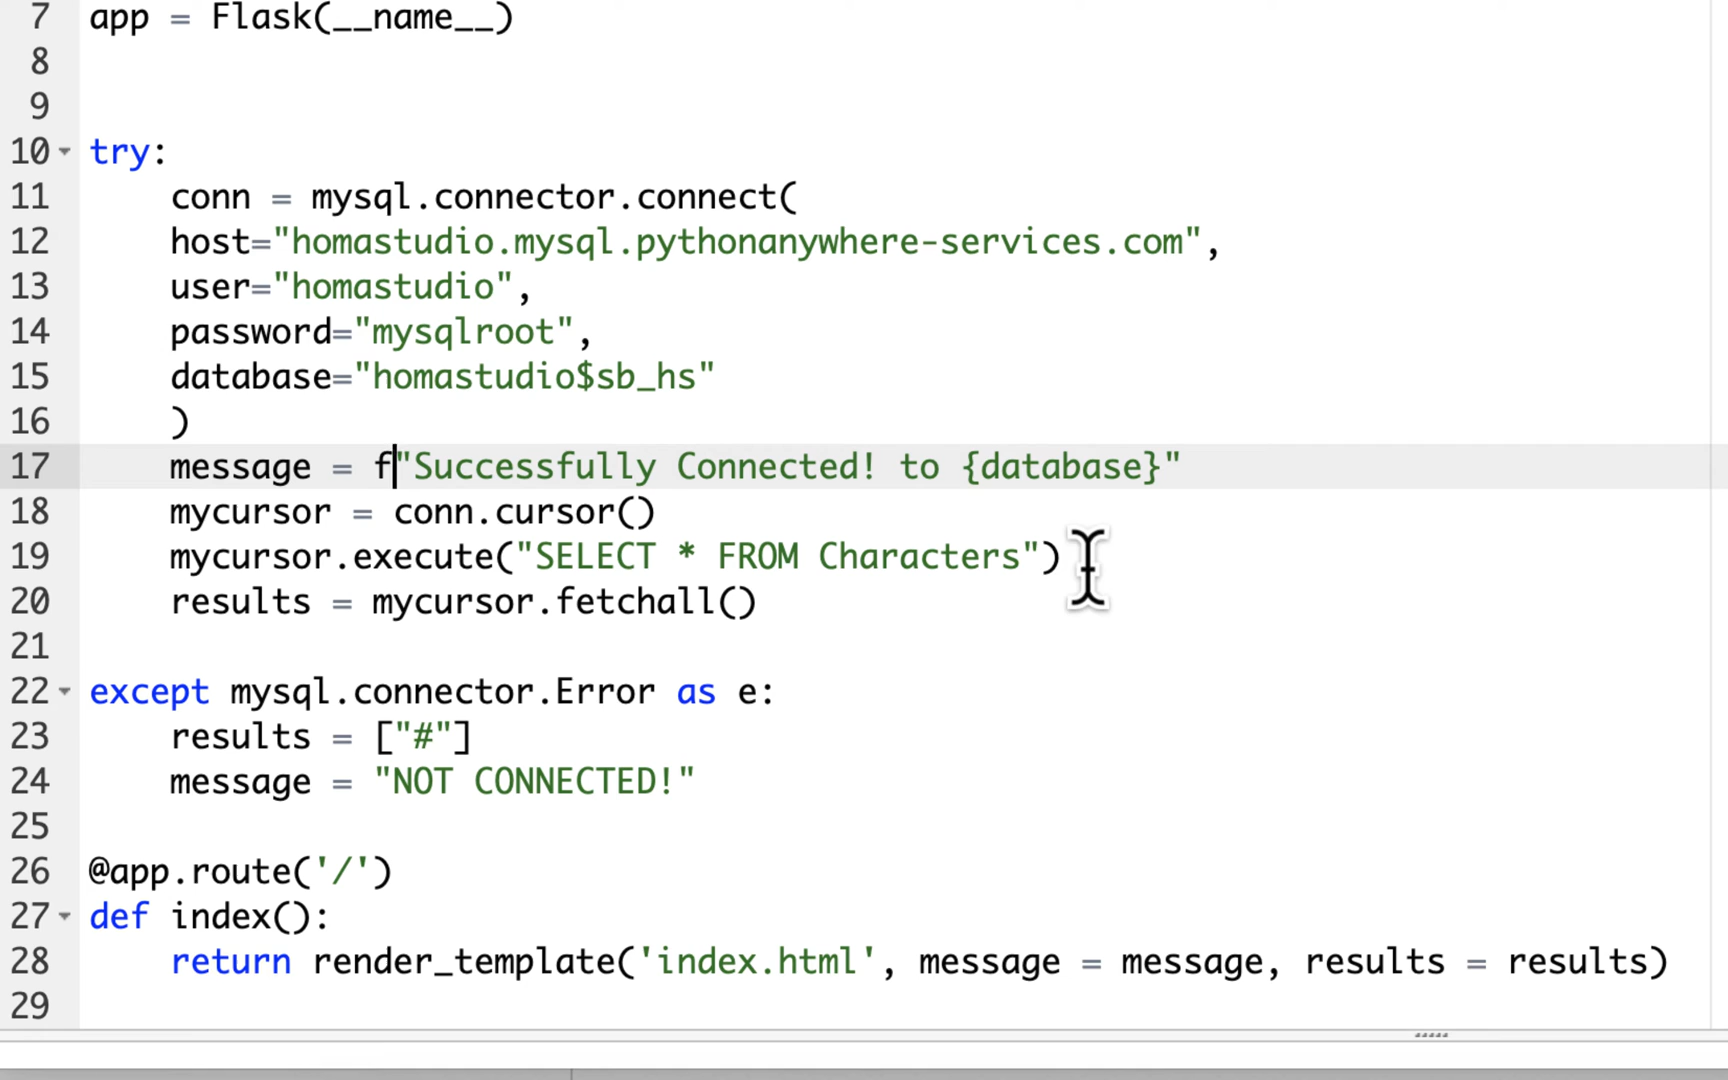 7 app = Flask(__name__)
8
9
10 try:
11 conn = mysql.connector.connect(
12 host="homastudio.mysql.pythonanywhere-services.com",
13 user="homastudio",
14 password="mysqlroot",
15 database="homastudio$sb_hs"
16 )
17 message = f"Successfully Connected! to {database}"
18 mycursor = conn.cursor()
19 mycursor.execute("SELECT * FROM Characters")
20 results = mycursor.fetchall()
21
22 except mysql.connector.Error as e:
23 results = ["#"]
24 message = "NOT CONNECTED!"
25
26 @app.route('/')
27 def index():
28 return render_template('index.html', message = message, results = results)
29